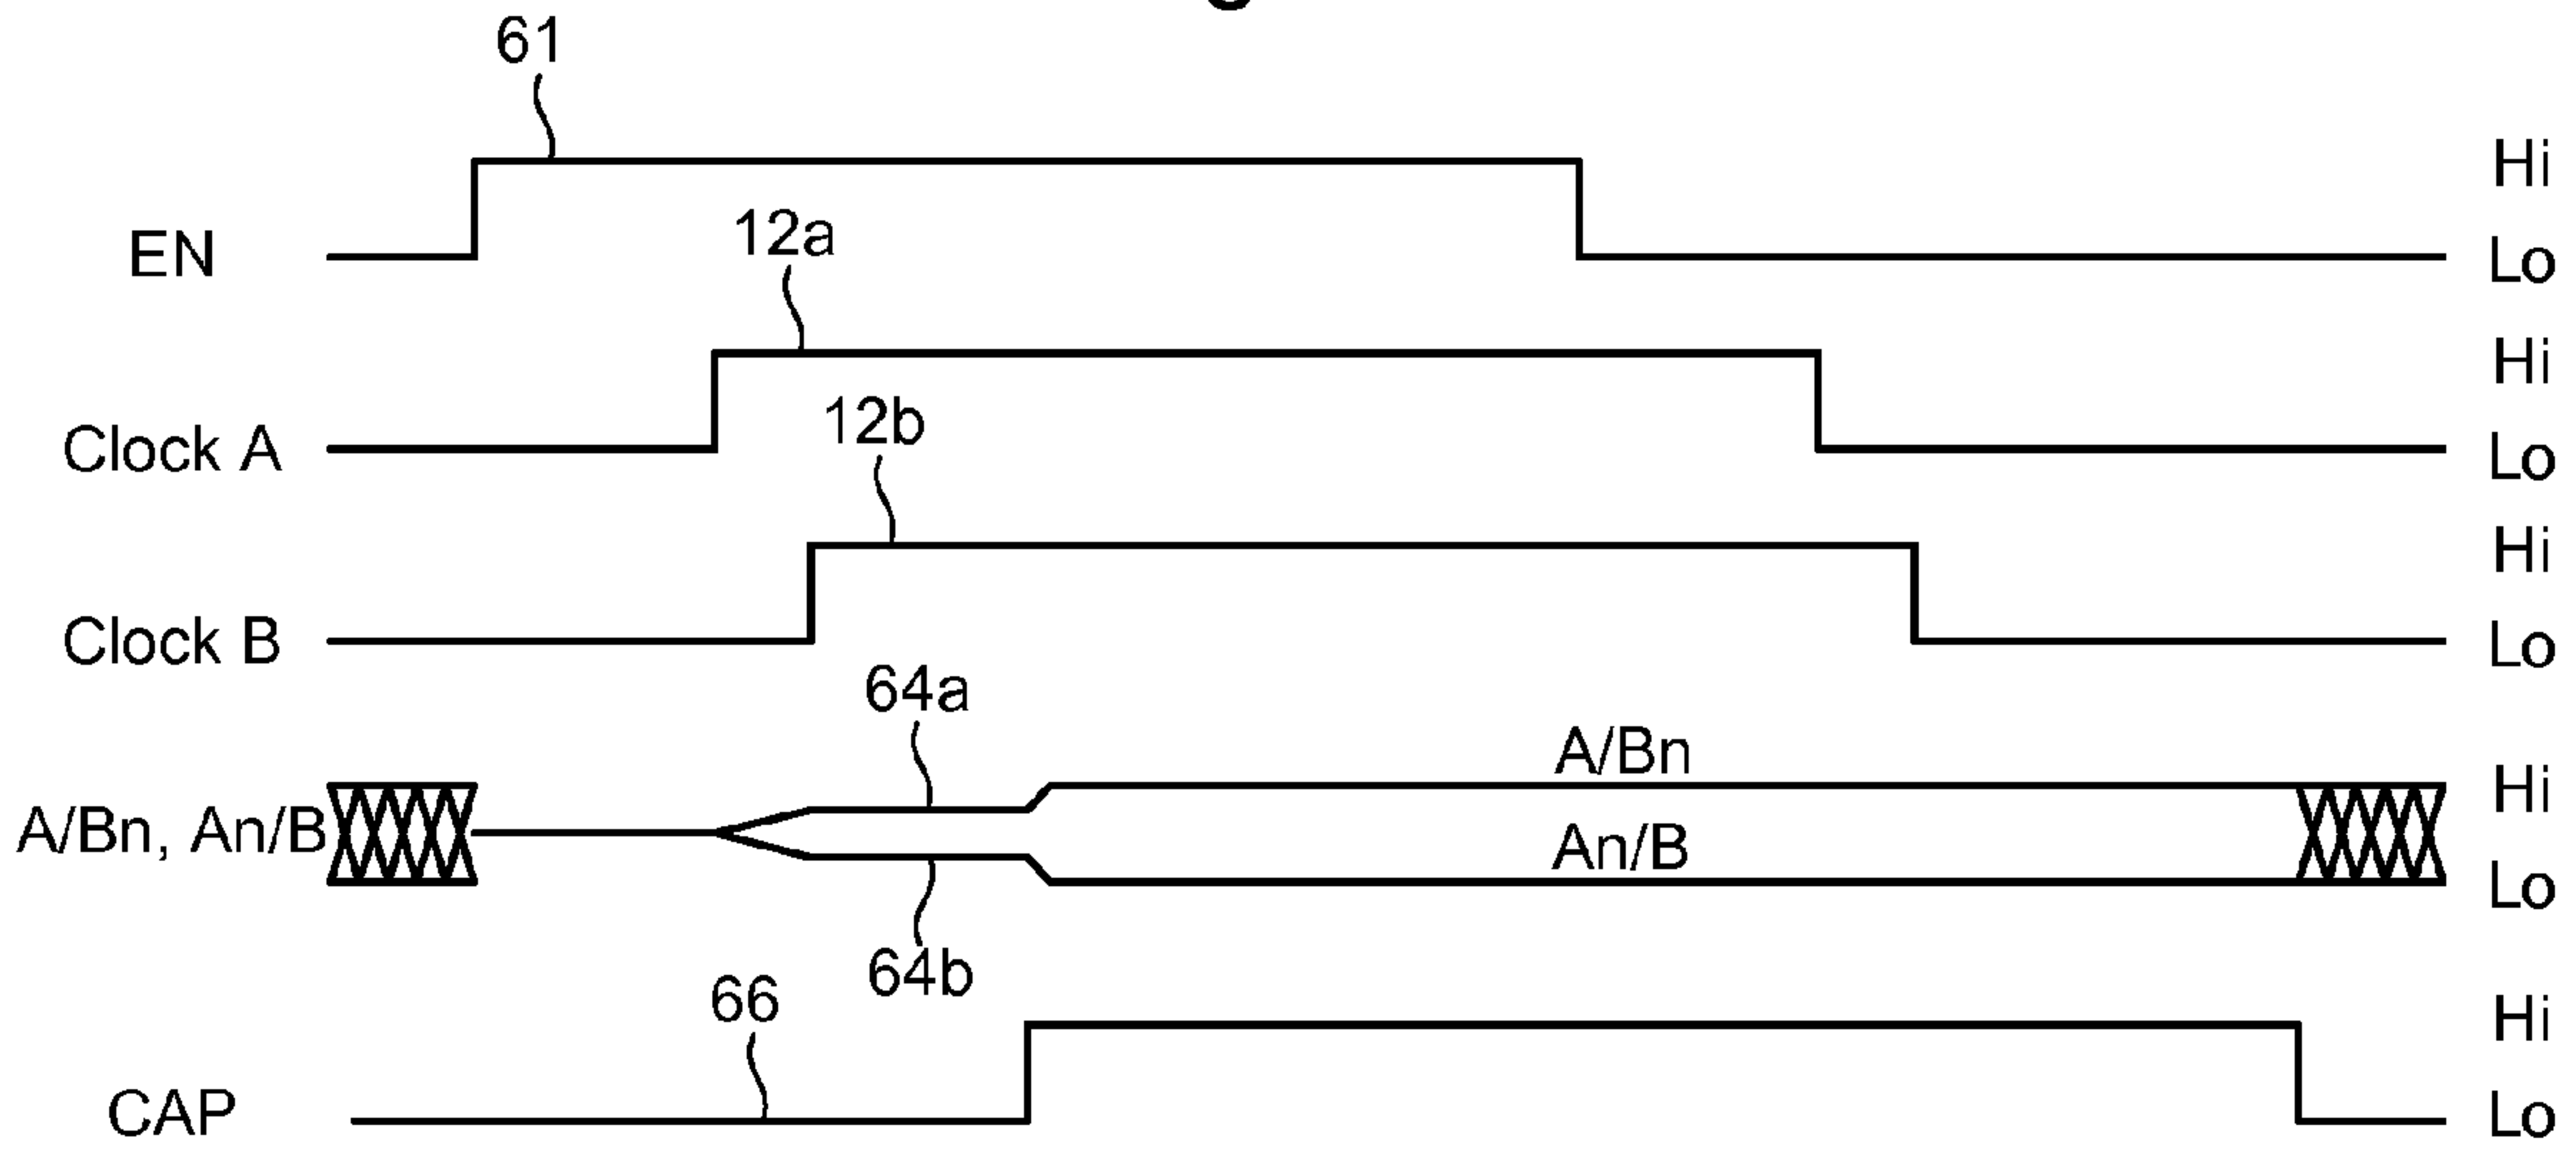 61
Hi
EN
Lo
12a
Hi
Clock A
Lo
12b
Hi
Clock B
Lo
64a
A/Bn
Hi
A/Bn, An/B
An/B
Lo
64b
66
Hi
CAP
Lo